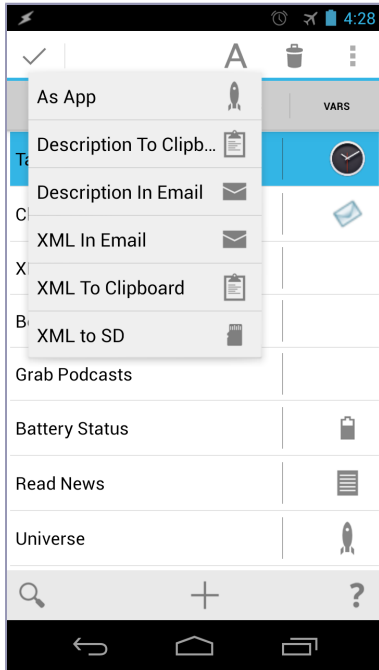 4:28
A
As App
VARS
Description To Clipb...
Ta
Description In Email
C
XML In Email
X
XML To Clipboard
B
XML to SD
Grab Podcasts
Battery Status
Read News
Universe
?